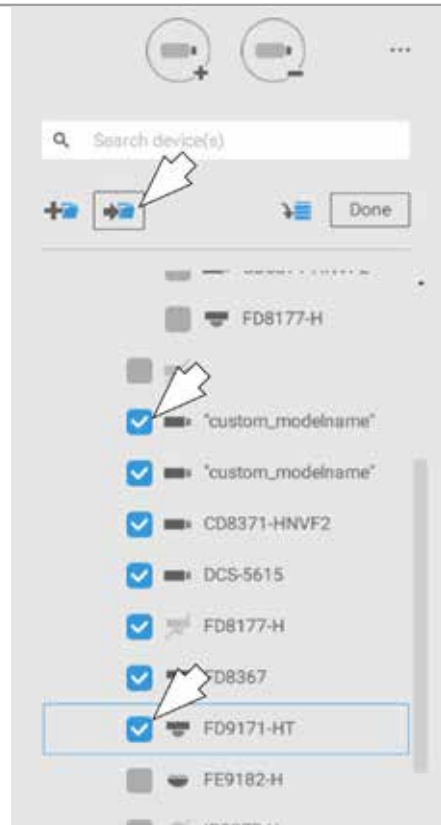 ...
Search device(s)
Done
FD8177-H
"custom_modelname"
"custom_modelname"
CD8371-HNVF2
DCS-5615
FD8177-H
FD8367
FD9171-HT
FE9182-H